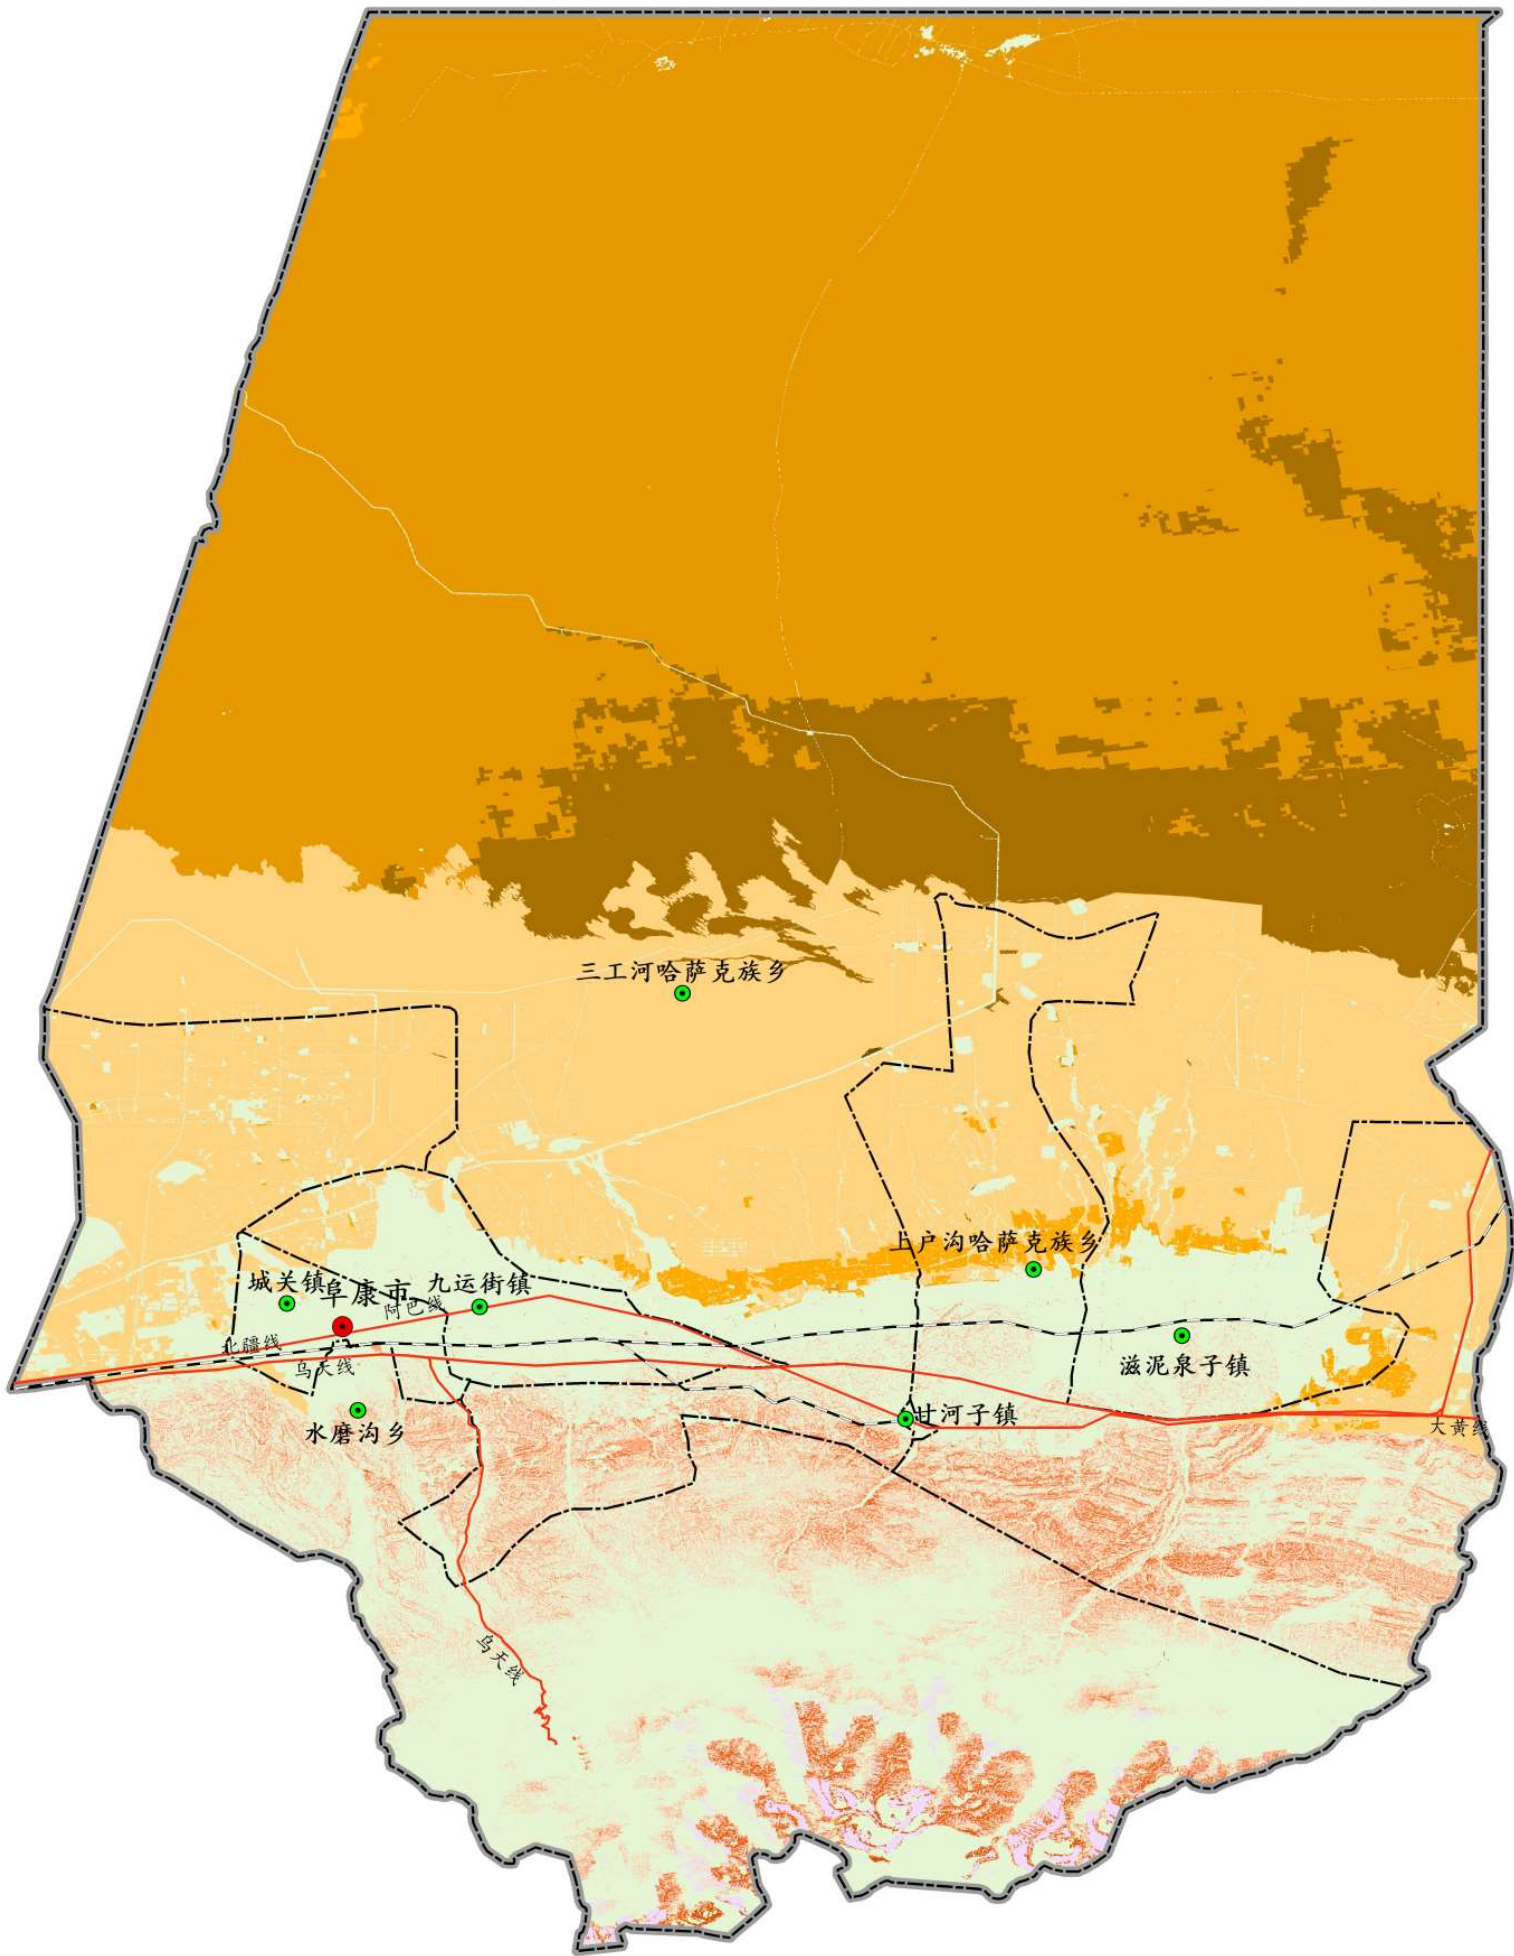 三工河哈萨克族乡
上户沟哈萨克族乡
城关镇
阜康市
九运街镇
阿巴线
北疆线
乌天线
滋泥泉子镇
水磨沟乡
甘河子镇
大黄线
乌天线